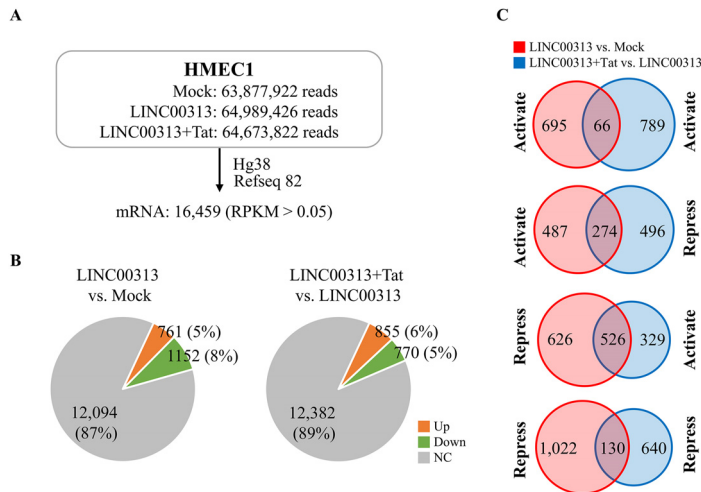 A
HMEC1
Mock: 63,877,922 reads
LINC00313: 64,989,426 reads
LINC00313+Tat: 64,673,822 reads
Hg38
Refseq 82
mRNA: 16,459 (RPKM > 0.05)
B
LINC00313
vs. Mock
761 (5%)
1152 (8%)
12,094
(87%)
LINC00313+Tat
vs. LINC00313
855 (6%)
770 (5%)
12,382
(89%)
Up
Down
NC
C
LINC00313 vs. Mock
LINC00313+Tat vs. LINC00313
Activate
695 66 789
Activate
Activate
487 274 496
Repress
Repress
626 526 329
Activate
Repress
1,022 130 640
Repress